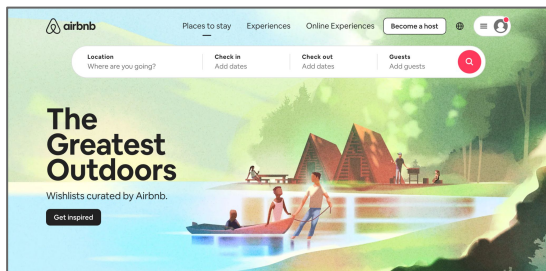 airbnb
Places to stay Experiences Online Experiences Become a host
Location Check in Check out Guests
Where are you going? Add dates Add dates Add guests
The
Greatest
Outdoors
Wishlists curated by Airbnb.
Get inspired